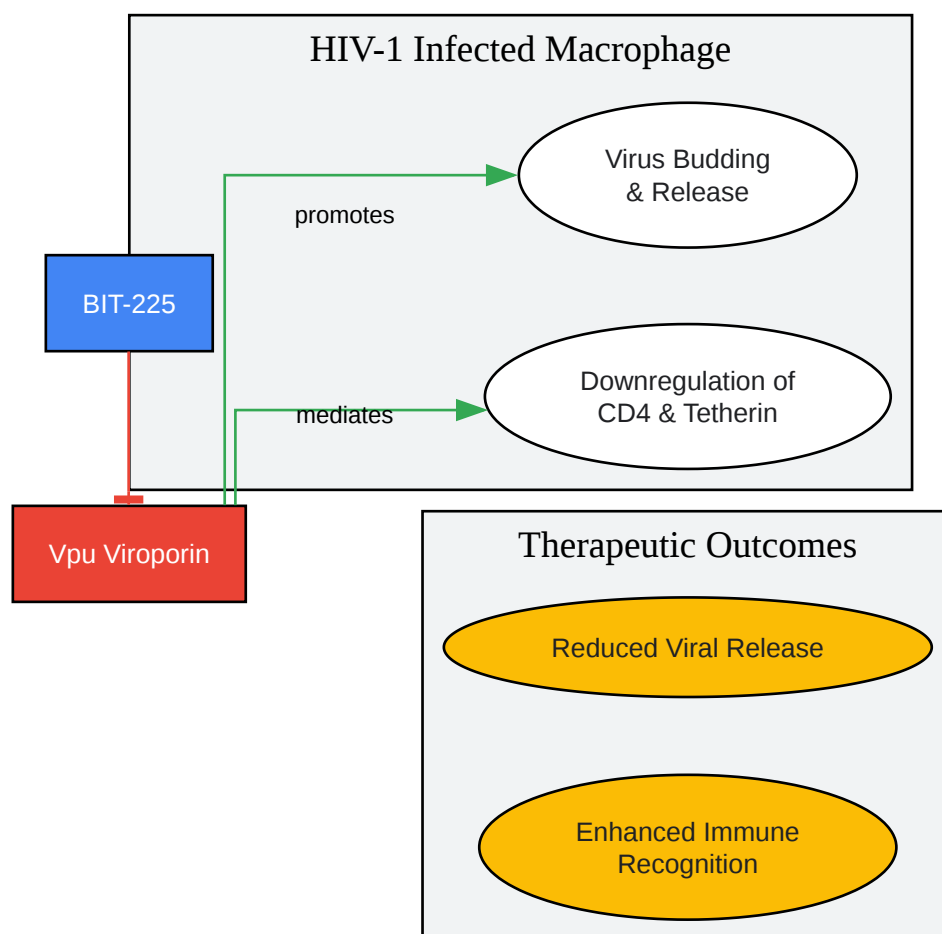 HIV-1 Infected Macrophage
Virus Budding
& Release
promotes
BIT-225
Downregulation of
CD4 & Tetherin
mediates
Vpu Viroporin
Therapeutic Outcomes
Reduced Viral Release
Enhanced Immune
Recognition